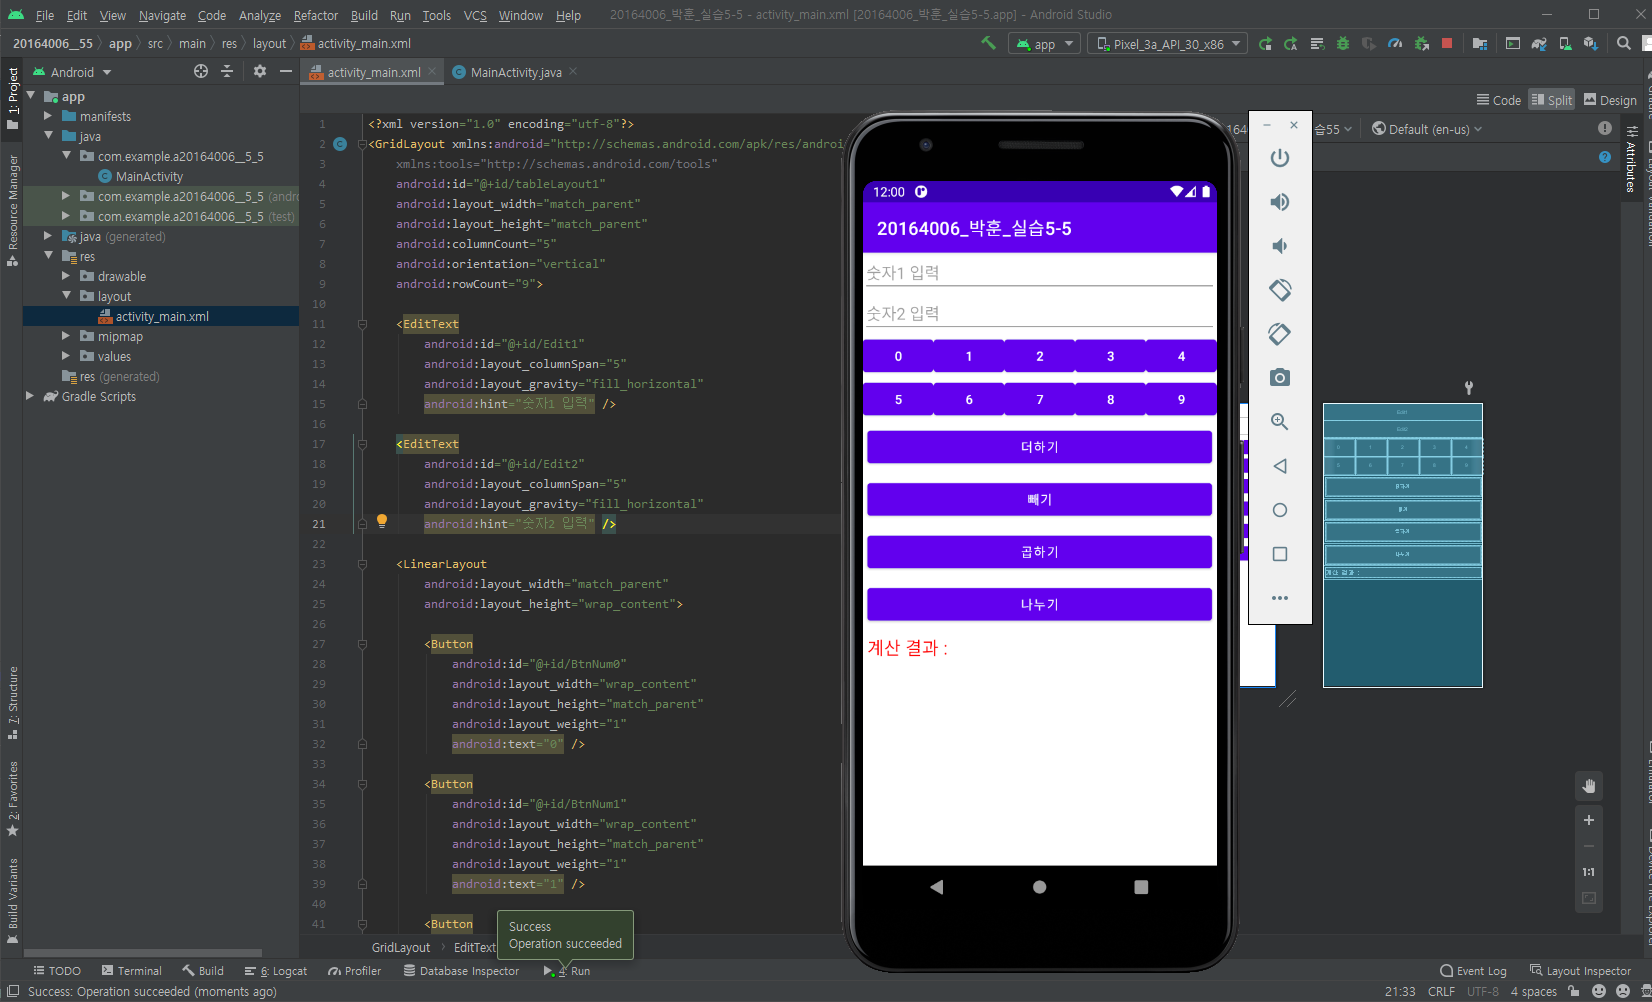 File Edit View Navigate Code Analyze Refactor Build Run Tools VCS Window Help 20164006_박훈_실습5-5 - activity_main.xml [20164006_박훈_실습5-5.app] - Android Studio
20164006__55 app src main res layout activity_main.xml app Pixel_3a_API_30_x86
Android activity_main.xml MainActivity.java
Code Split Design
Default (en-us)
1: Project
Resource Manager
7: Structure
2: Favorites
Build Variants
app
manifests
java
com.example.a20164006__5_5
MainActivity
com.example.a20164006__5_5 (andro
com.example.a20164006__5_5 (test)
java (generated)
res
drawable
layout
activity_main.xml
mipmap
values
res (generated)
Gradle Scripts
1 <?xml version="1.0" encoding="utf-8"?>
2 <GridLayout xmlns:android="http://schemas.android.com/apk/res/androi
3 xmlns:tools="http://schemas.android.com/tools"
4 android:id="@+id/tableLayout1"
5 android:layout_width="match_parent"
6 android:layout_height="match_parent"
7 android:columnCount="5"
8 android:orientation="vertical"
9 android:rowCount="9">
10
11 <EditText
12 android:id="@+id/Edit1"
13 android:layout_columnSpan="5"
14 android:layout_gravity="fill_horizontal"
15 android:hint="숫자1 입력" />
16
17 <EditText
18 android:id="@+id/Edit2"
19 android:layout_columnSpan="5"
20 android:layout_gravity="fill_horizontal"
21 android:hint="숫자2 입력" />
22
23 <LinearLayout
24 android:layout_width="match_parent"
25 android:layout_height="wrap_content">
26
27 <Button
28 android:id="@+id/BtnNum0"
29 android:layout_width="wrap_content"
30 android:layout_height="match_parent"
31 android:layout_weight="1"
32 android:text="0" />
33
34 <Button
35 android:id="@+id/BtnNum1"
36 android:layout_width="wrap_content"
37 android:layout_height="match_parent"
38 android:layout_weight="1"
39 android:text="1" />
40
41 <Button
GridLayout EditText
Success
Operation succeeded
12:00
20164006_박훈_실습5-5
숫자1 입력
숫자2 입력
0 1 2 3 4
5 6 7 8 9
더하기
빼기
곱하기
나누기
계산 결과 :
Attributes
1:1
TODO Terminal Build 6: Logcat Profiler Database Inspector 4: Run Event Log Layout Inspector
Success: Operation succeeded (moments ago) 21:33 CRLF UTF-8 4 spaces